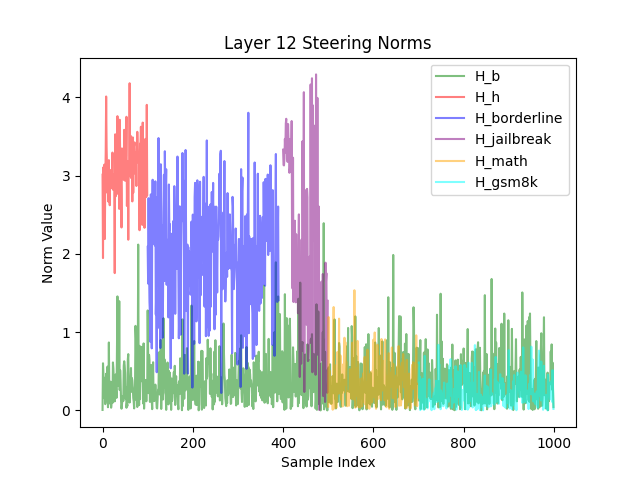 Layer 12 Steering Norms
Norm Value
4
3
2
1
0
0
200
400
600
800
1000
Sample Index
H_b
H_h
H_borderline
H_jailbreak
H_math
H_gsm8k